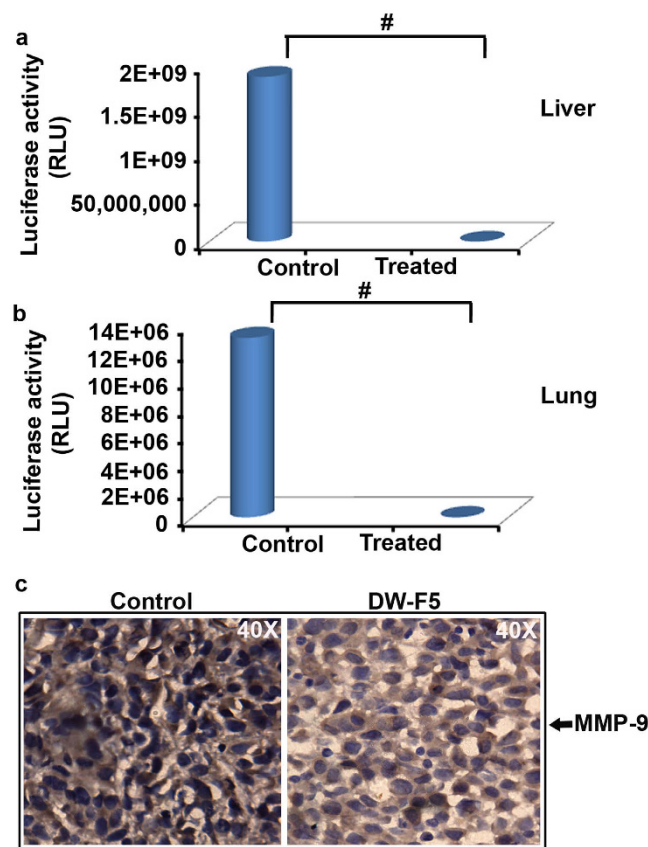 a
#
Luciferase activity
(RLU)
2E+09
1.5E+09
1E+09
50,000,000
0
Liver
Control Treated
b
#
Luciferase activity
(RLU)
14E+06
12E+06
10E+06
8E+06
6E+06
4E+06
2E+06
0
Lung
Control Treated
c
Control DW-F5
40X 40X
MMP-9